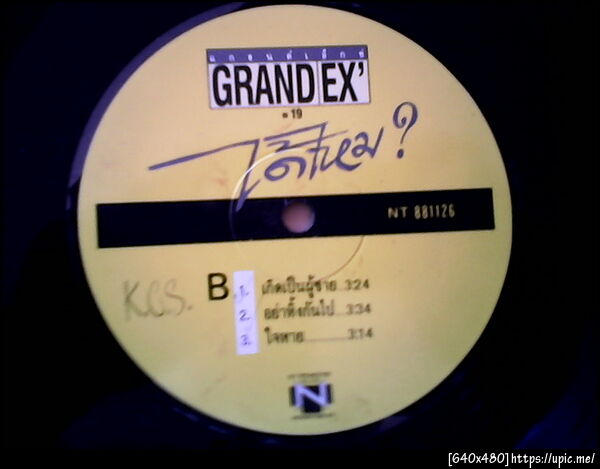 แกรนด์เอ็กซ์
GRAND EX'
19
ได้ไหม?
NT 881126
K.C.S.
B
1. เกิดเป็นผู้ชาย..3:24
2. อย่าทิ้งกันไป...3:34
3. ใจหาย..........3:14
N
[640x480]https://upic.me/